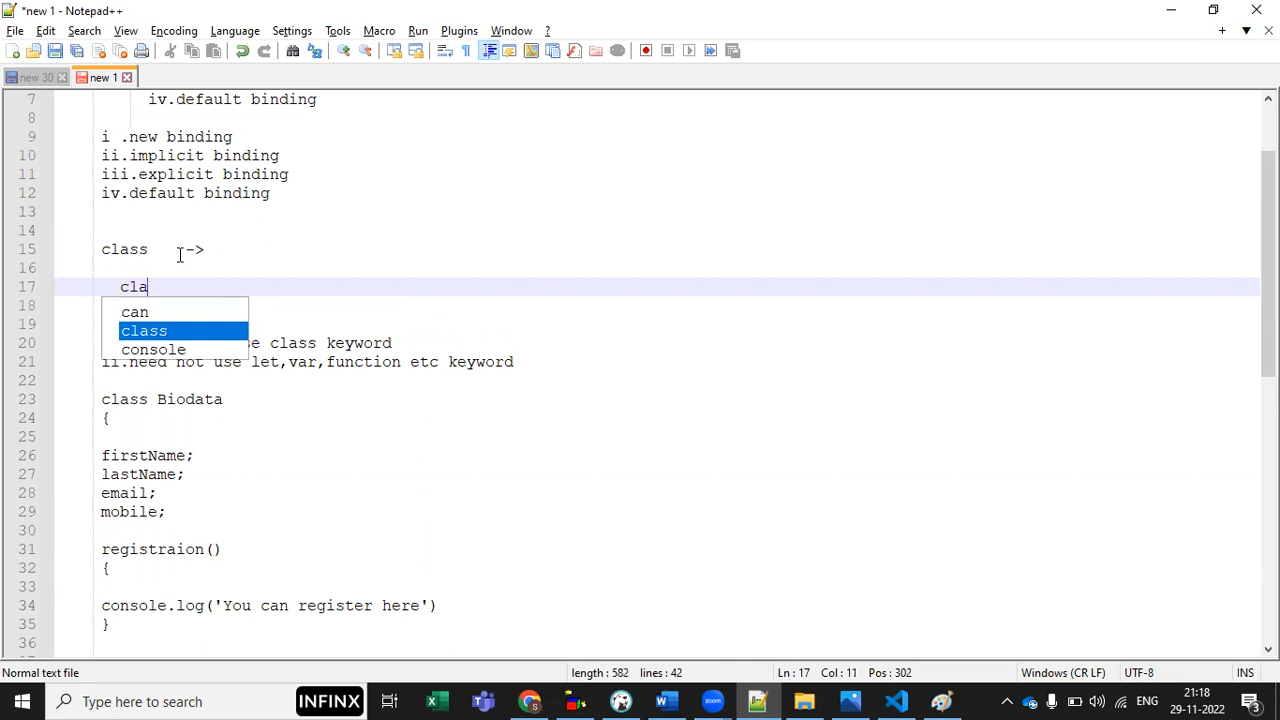 *new 1 - Notepad++
File Edit Search View Encoding Language Settings Tools Macro Run Plugins Window ?
new 30 new 1
7 iv.default binding
8
9 i .new binding
10 ii.implicit binding
11 iii.explicit binding
12 iv.default binding
13
14
15 class -->
16
17 cla
18 can
19 class
console
20 se class keyword
21 ii.need not use let,var,function etc keyword
22
23 class Biodata
24 {
25
26 firstName;
27 lastName;
28 email;
29 mobile;
30
31 registraion()
32 {
33
34 console.log('You can register here')
35 }
36
Normal text file length : 582 lines : 42 Ln : 17 Col : 11 Pos : 302 Windows (CR LF) UTF-8 INS
Type here to search INFINX zoom ENG 21:18
29-11-2022 3